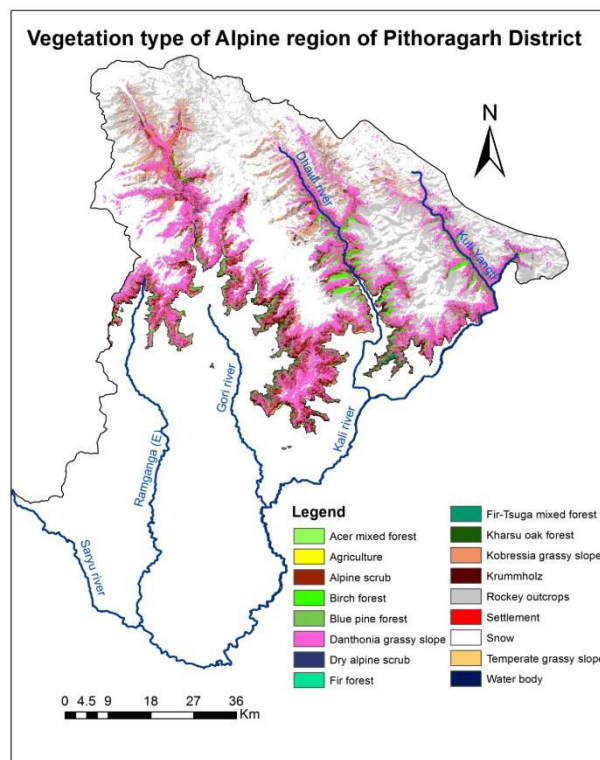 Vegetation type of Alpine region of Pithoragarh District
N
Dhauli river
Kuti Yangti
Gori river
Ramganga (E)
Kali river
Saryu river
Legend
Acer mixed forest
Agriculture
Alpine scrub
Birch forest
Blue pine forest
Danthonia grassy slope
Dry alpine scrub
Fir forest
Fir-Tsuga mixed forest
Kharsu oak forest
Kobressia grassy slope
Krummholz
Rockey outcrops
Settlement
Snow
Temperate grassy slope
Water body
0 4.5 9 18 27 36
Km